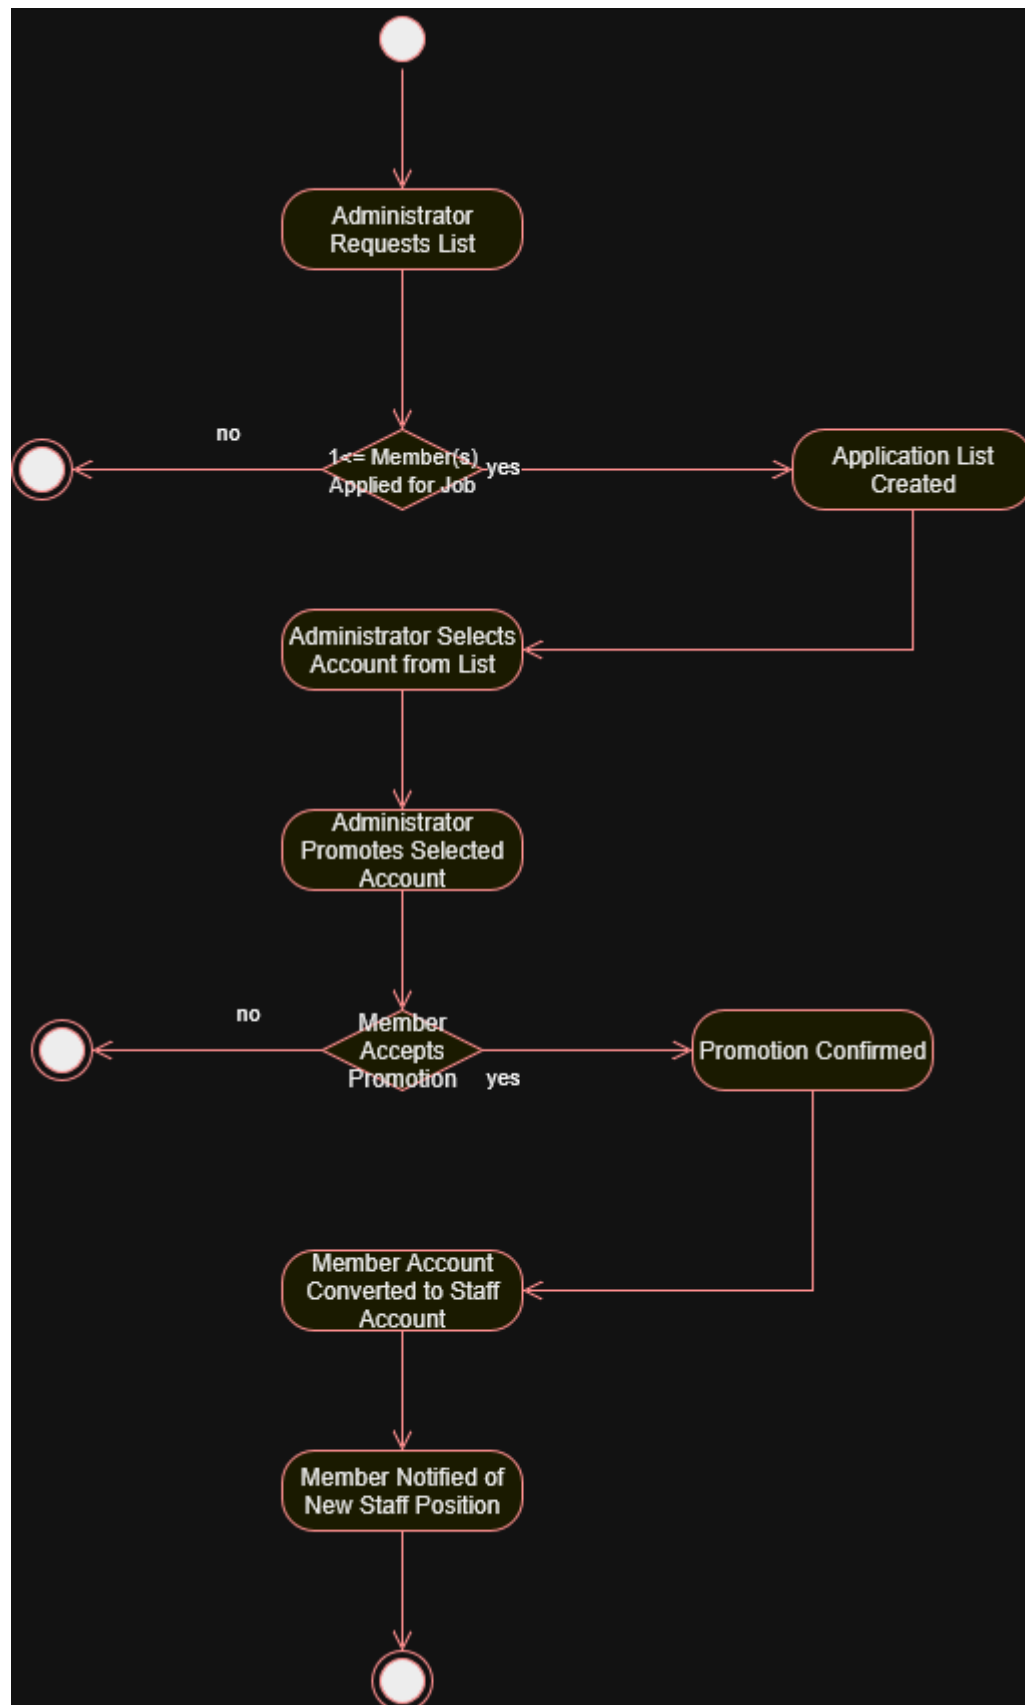 Administrator
Requests List
no
1<= Member(s)
Applied for Job
yes
Application List
Created
Administrator Selects
Account from List
Administrator
Promotes Selected
Account
no
Member
Accepts
Promotion
yes
Promotion Confirmed
Member Account
Converted to Staff
Account
Member Notified of
New Staff Position